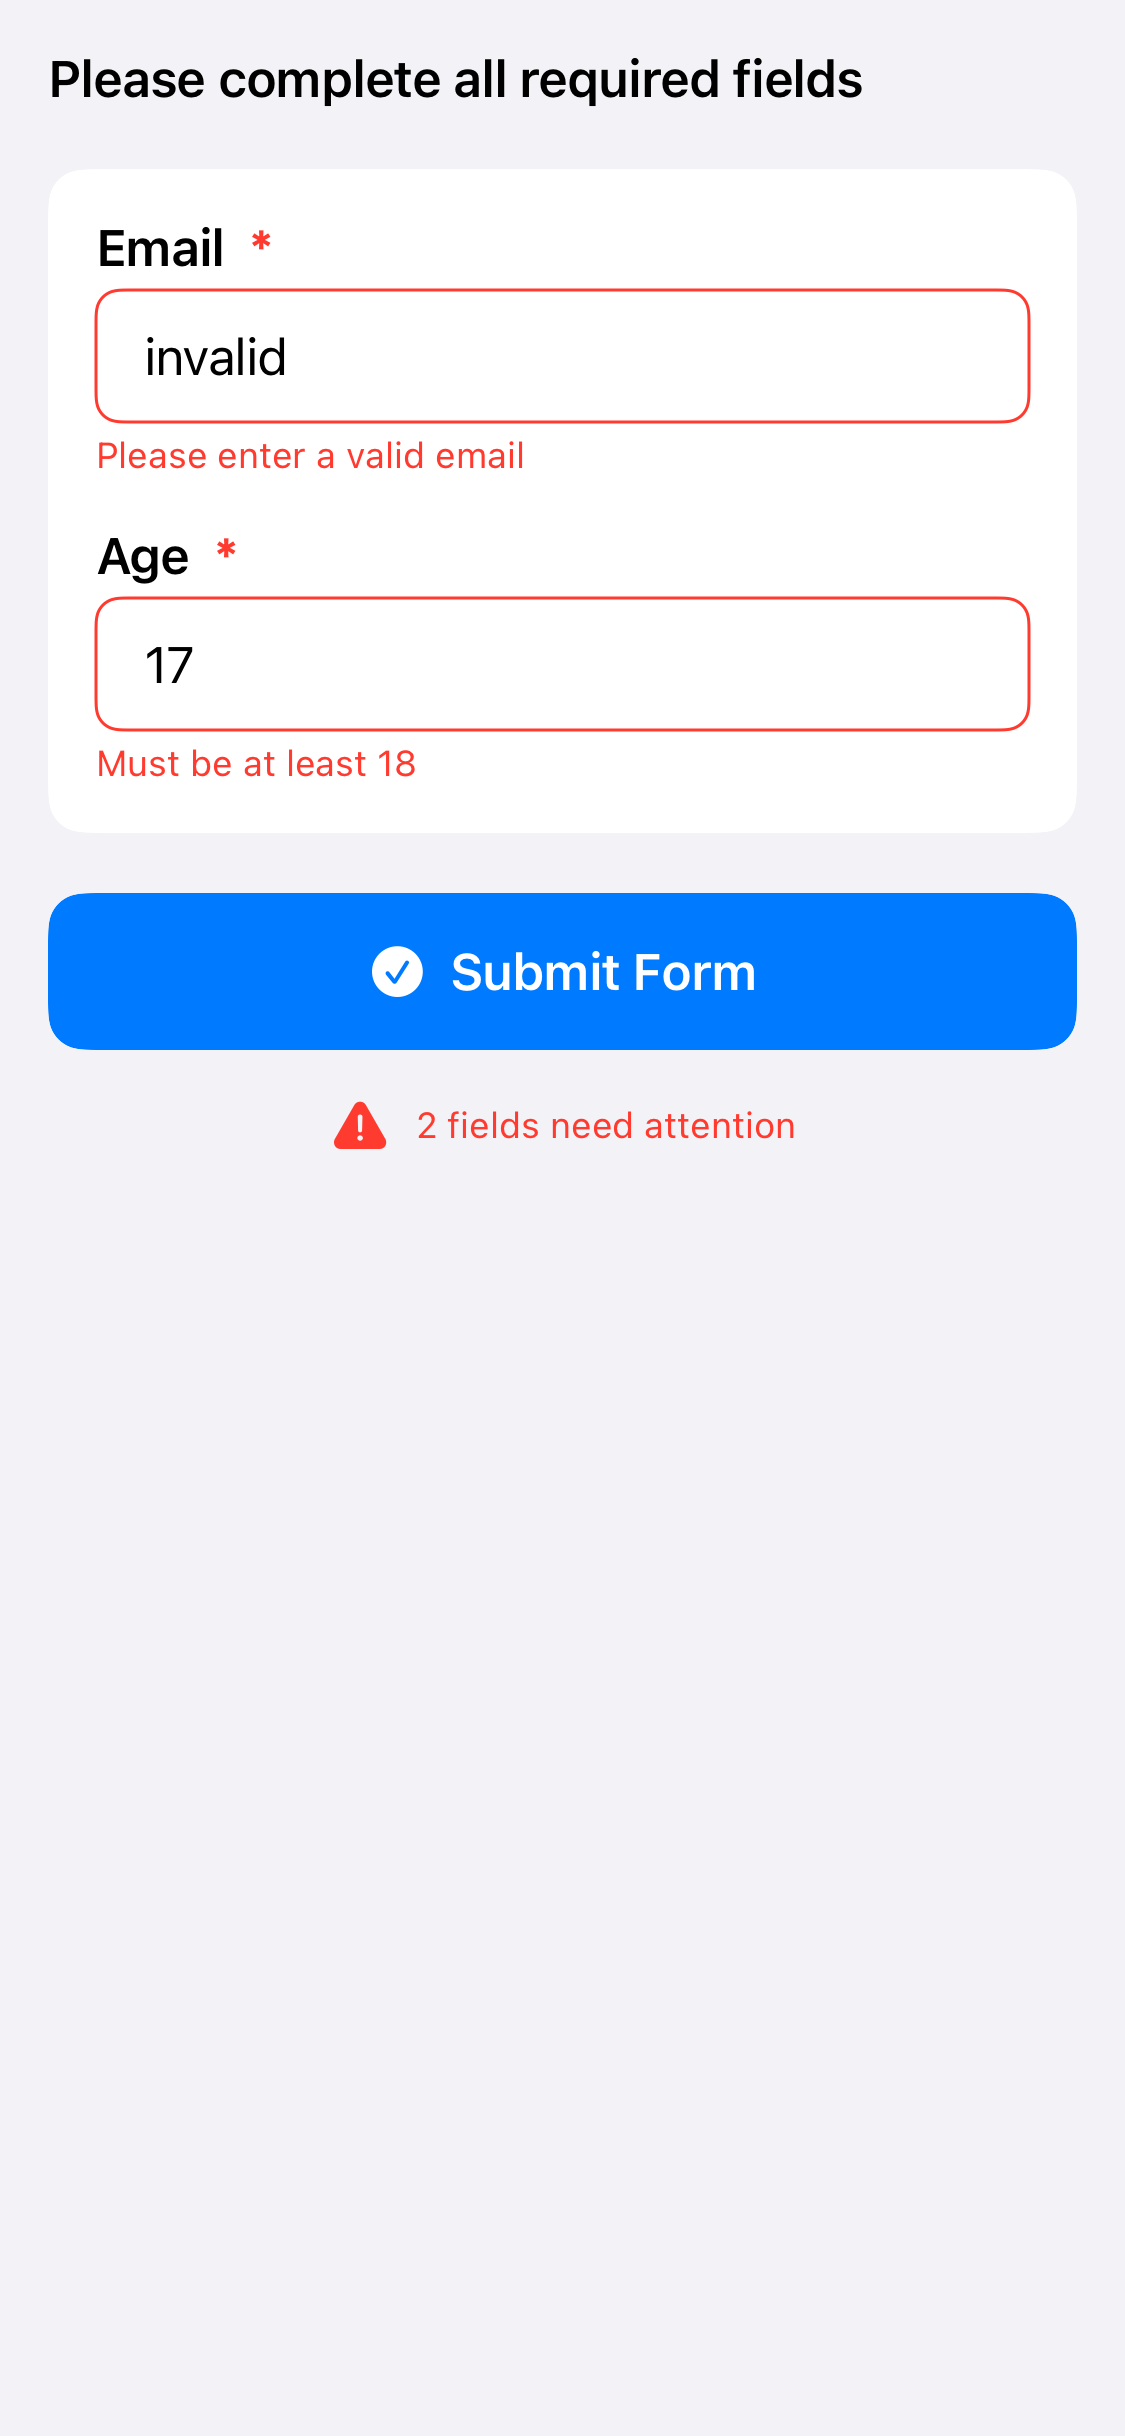 Please complete all required fields
Email *
invalid
Please enter a valid email
Age *
17
Must be at least 18
Submit Form
2 fields need attention